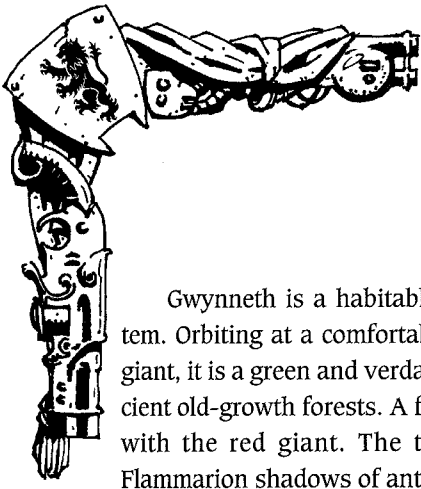 Gwynneth is a habitabl
tem. Orbiting at a comfortal
giant, it is a green and verda
cient old-growth forests. A f
with the red giant. The t
Flammarion shadows of ant